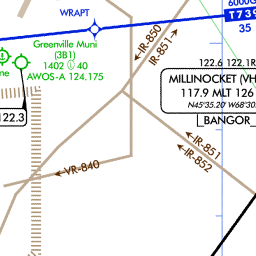 6000G
WRAPT
T739
35
Greenville Muni
(3B1)
1402 40
AWOS-A 124.175
IR-850
IR-851
122.6 122.1R
MILLINOCKET (VH
117.9 MLT 126
N45°35.20' W68°30.
BANGOR
122.3
IR-851
IR-852
VR-840